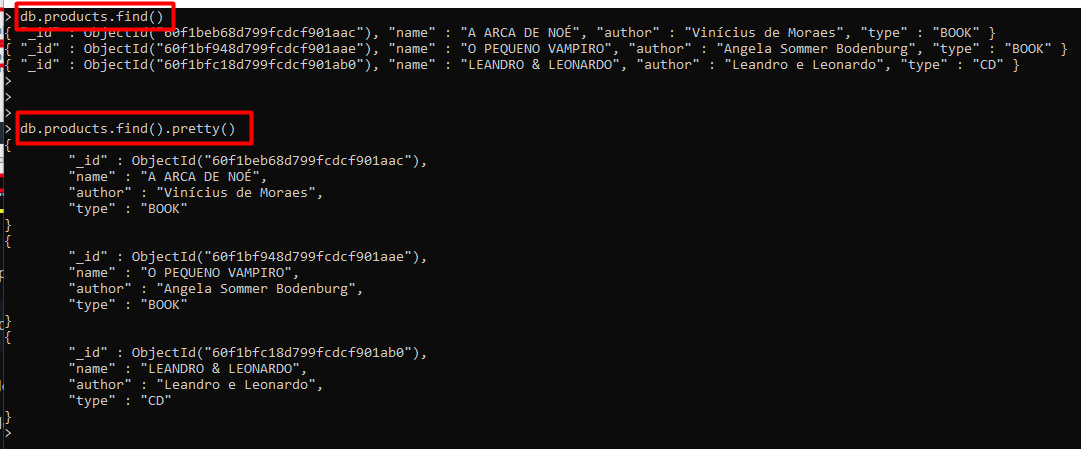 > db.products.find()
{ "_id" : ObjectId("60f1beb68d799fcdcf901aac"), "name" : "A ARCA DE NOÉ", "author" : "Vinícius de Moraes", "type" : "BOOK" }
{ "_id" : ObjectId("60f1bf948d799fcdcf901aae"), "name" : "O PEQUENO VAMPIRO", "author" : "Angela Sommer Bodenburg", "type" : "BOOK" }
{ "_id" : ObjectId("60f1bfc18d799fcdcf901ab0"), "name" : "LEANDRO & LEONARDO", "author" : "Leandro e Leonardo", "type" : "CD" }
>
>
>
> db.products.find().pretty()
{
"_id" : ObjectId("60f1beb68d799fcdcf901aac"),
"name" : "A ARCA DE NOÉ",
"author" : "Vinícius de Moraes",
"type" : "BOOK"
}
{
"_id" : ObjectId("60f1bf948d799fcdcf901aae"),
"name" : "O PEQUENO VAMPIRO",
"author" : "Angela Sommer Bodenburg",
"type" : "BOOK"
}
{
"_id" : ObjectId("60f1bfc18d799fcdcf901ab0"),
"name" : "LEANDRO & LEONARDO",
"author" : "Leandro e Leonardo",
"type" : "CD"
}
>